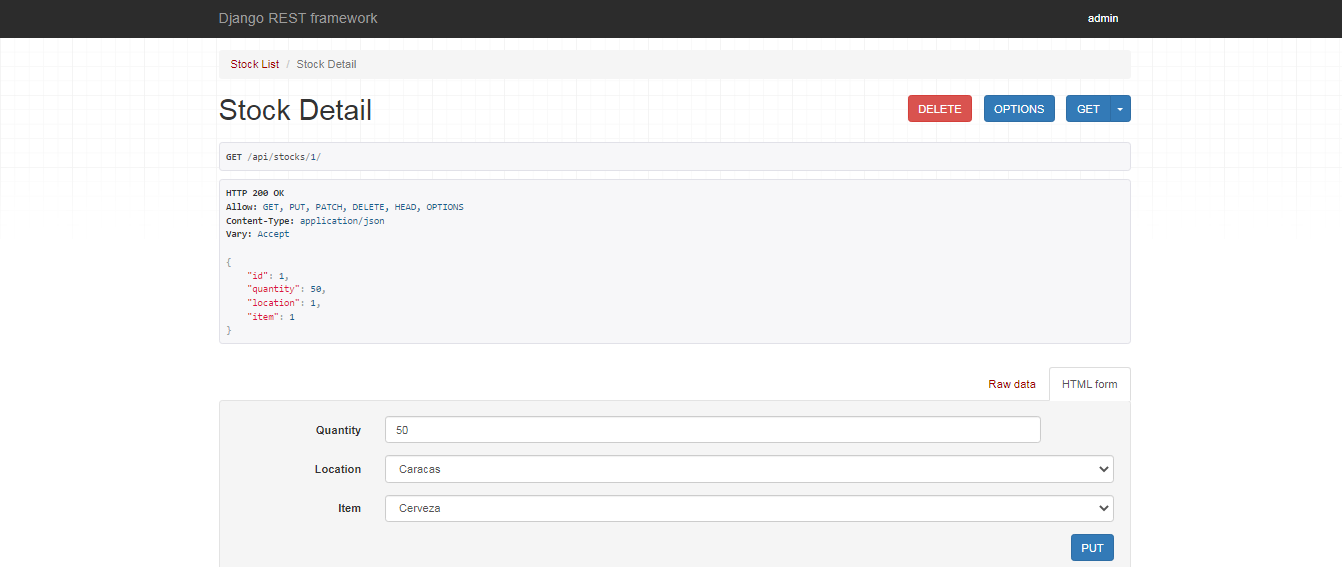 Django REST framework admin
Stock List / Stock Detail
Stock Detail DELETE OPTIONS GET
GET /api/stocks/1/
HTTP 200 OK
Allow: GET, PUT, PATCH, DELETE, HEAD, OPTIONS
Content-Type: application/json
Vary: Accept
{
    "id": 1,
    "quantity": 50,
    "location": 1,
    "item": 1
}
Raw data HTML form
Quantity 50
Location Caracas
Item Cerveza
PUT